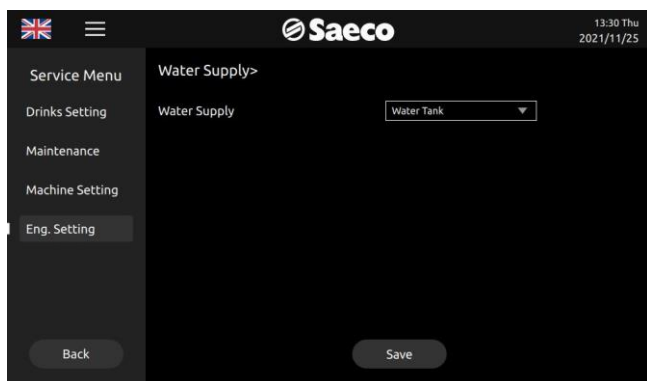 Saeco
13:30 Thu
2021/11/25
Service Menu
Drinks Setting
Maintenance
Machine Setting
Eng. Setting
Back
Water Supply>
Water Supply
Water Tank
Save